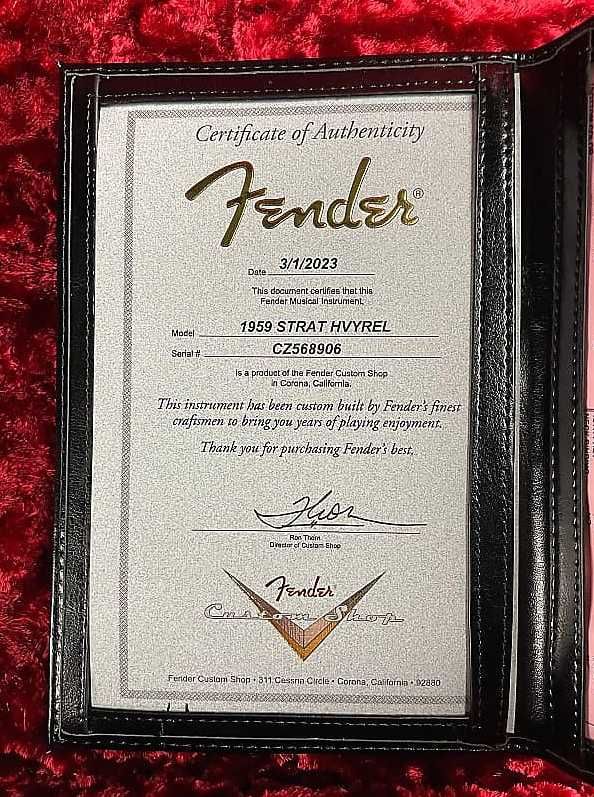 Certificate of Authenticity
Fender®
Date 3/1/2023
This document certifies that this
Fender Musical Instrument,
Model 1959 STRAT HVYREL
Serial # CZ568906
Is a product of the Fender Custom Shop
in Corona, California.
This instrument has been custom built by Fender's finest
craftsmen to bring you years of playing enjoyment.
Thank you for purchasing Fender's best.
Ron Thorn
Director of Custom Shop
Fender
Custom Shop
Fender Custom Shop • 311 Cessna Circle • Corona, California • 92880